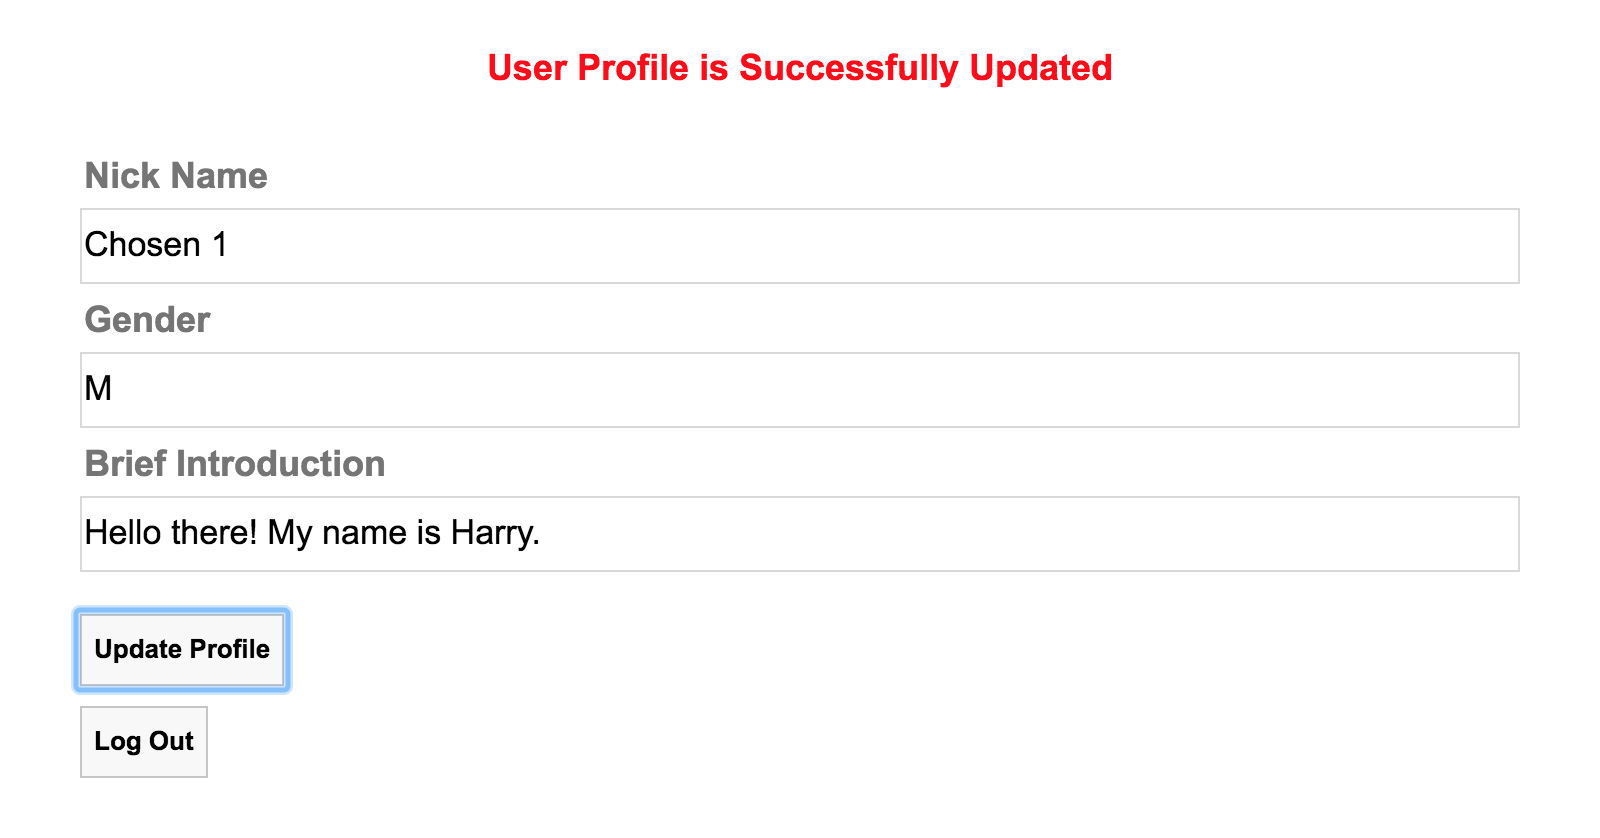 User Profile is Successfully Updated
Nick Name
Chosen 1
Gender
M
Brief Introduction
Hello there! My name is Harry.
Update Profile
Log Out